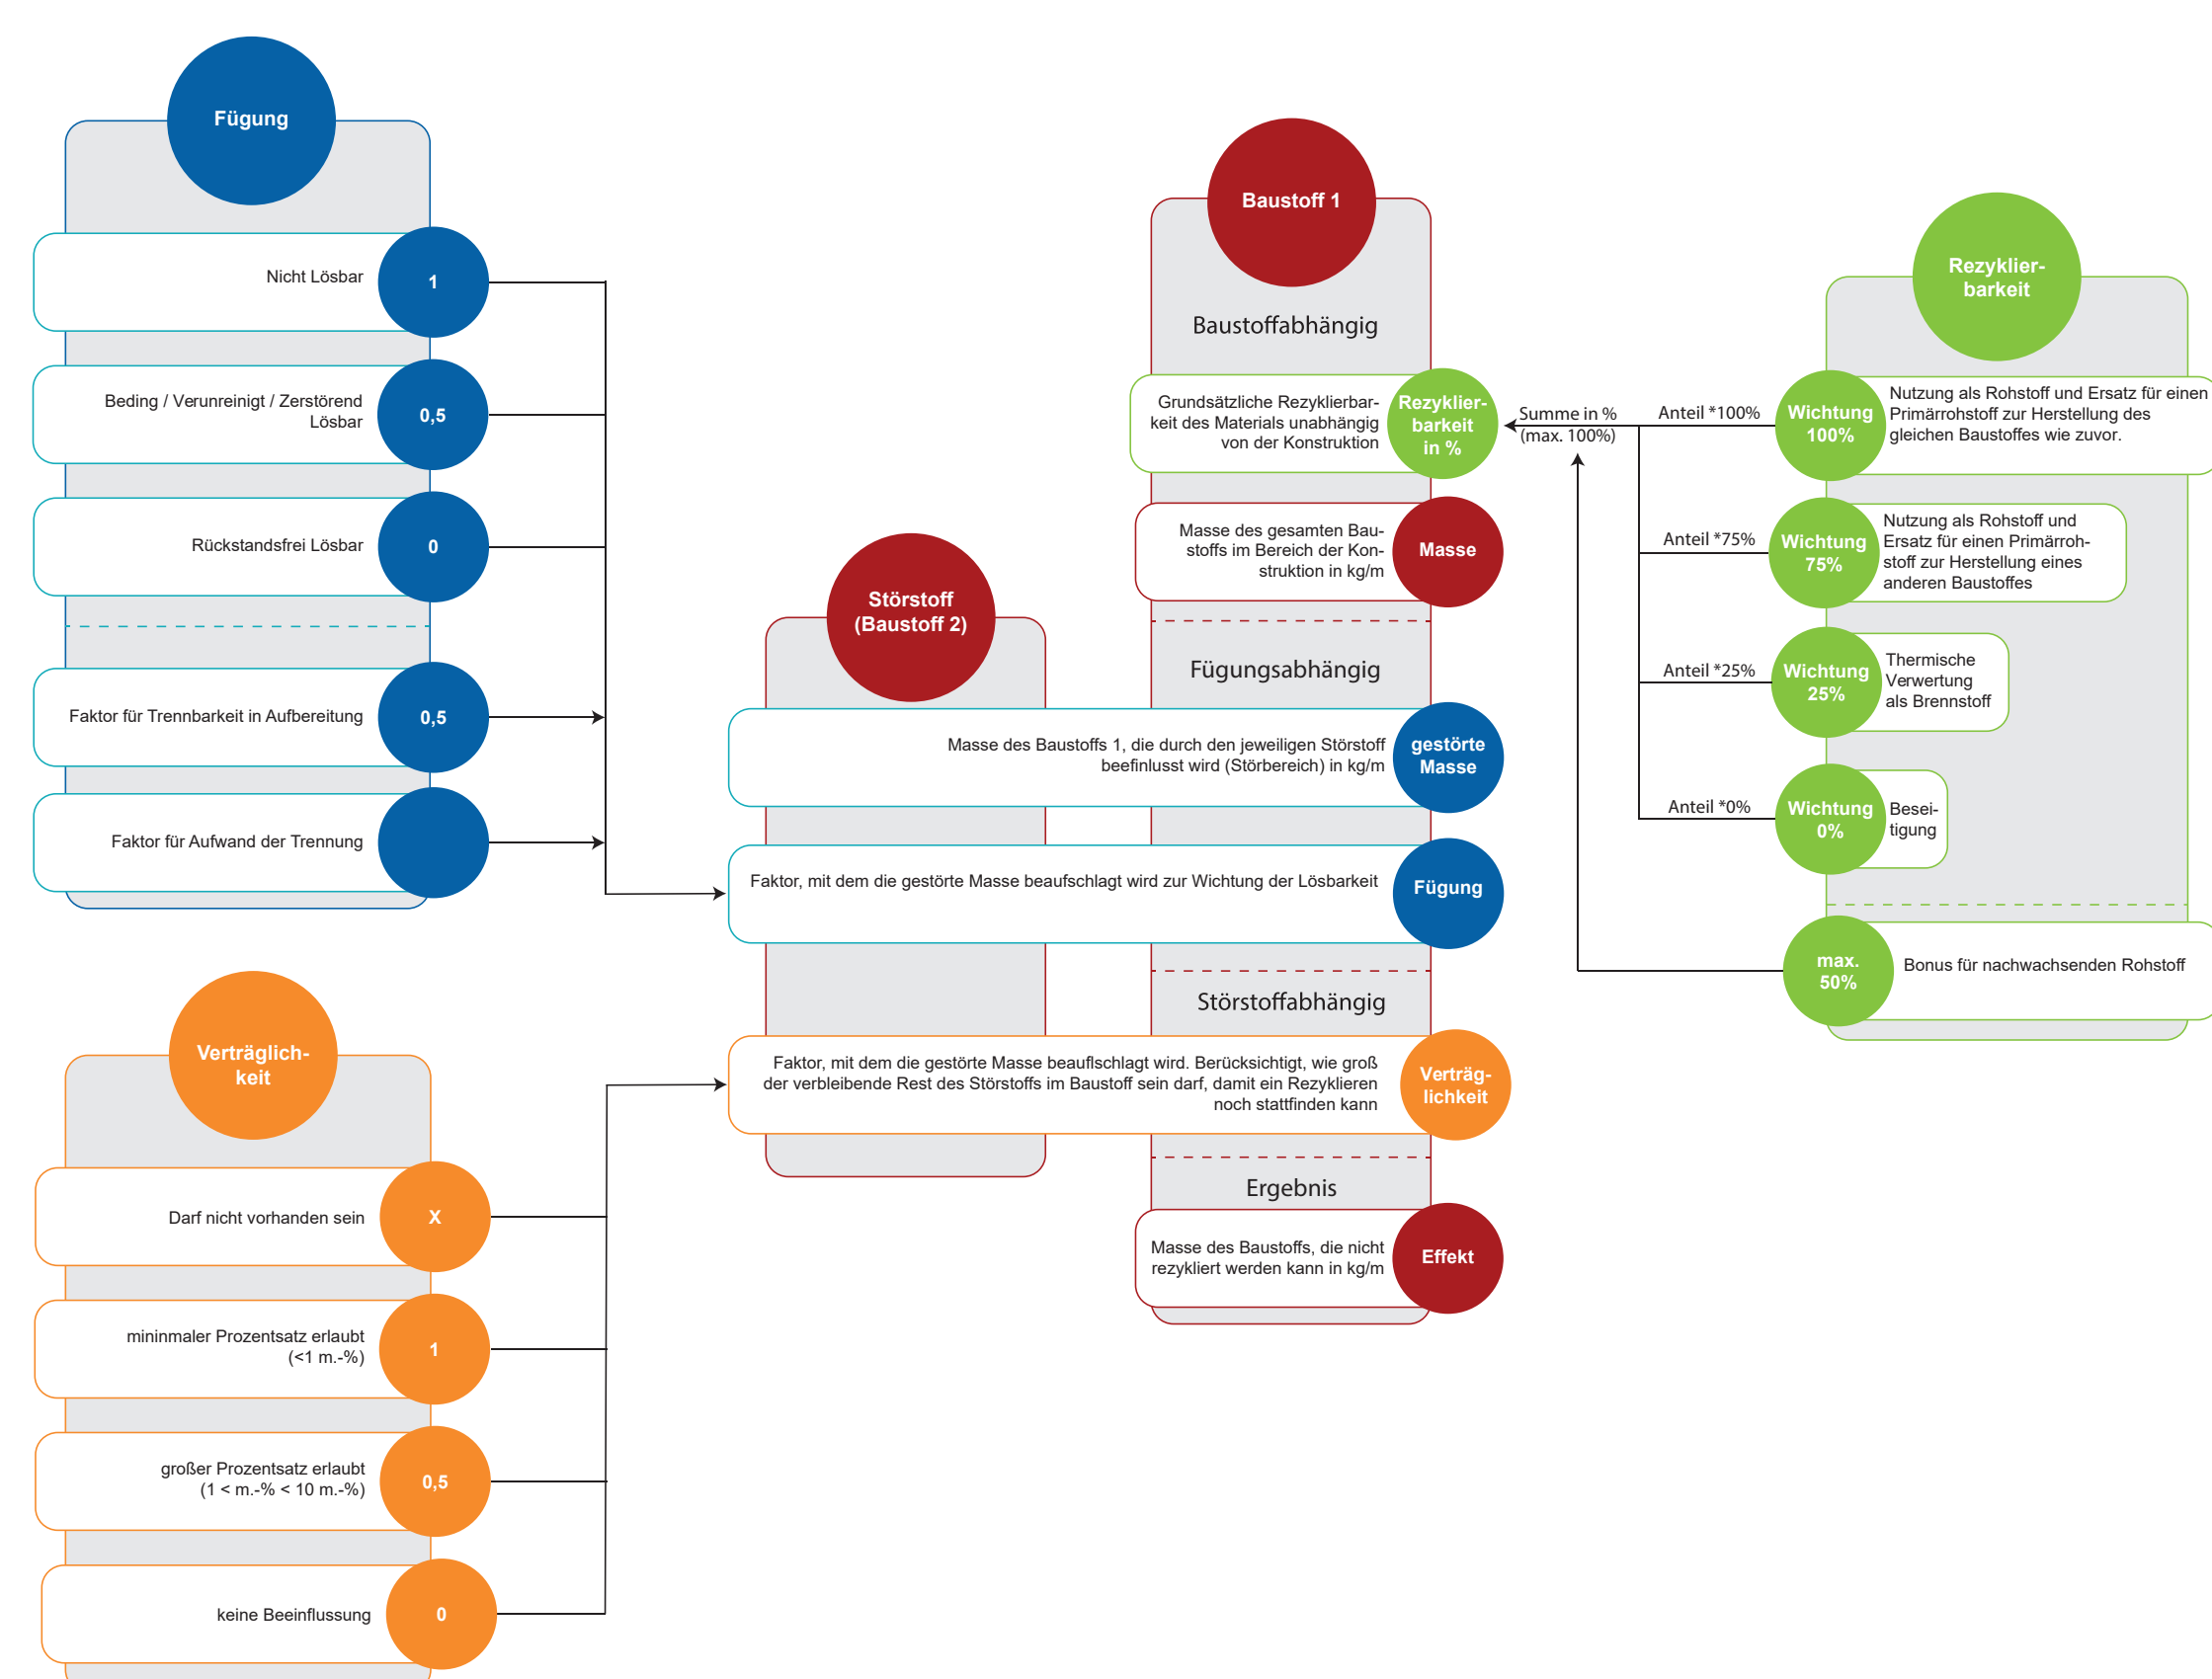 Fügung
Nicht Lösbar
1
Beding / Verunreinigt / Zerstörend
Lösbar
0,5
Rückstandsfrei Lösbar
0
Faktor für Trennbarkeit in Aufbereitung
0,5
Faktor für Aufwand der Trennung
Verträglich-
keit
Darf nicht vorhanden sein
X
mininmaler Prozentsatz erlaubt
(<1 m.-%)
1
großer Prozentsatz erlaubt
(1 < m.-% < 10 m.-%)
0,5
keine Beeinflussung
0
Störstoff
(Baustoff 2)
Baustoff 1
Baustoffabhängig
Grundsätzliche Rezyklierbar-
keit des Materials unabhängig
von der Konstruktion
Rezyklier-
barkeit
in %
Masse des gesamten Bau-
stoffs im Bereich der Kon-
struktion in kg/m
Masse
Fügungsabhängig
Masse des Baustoffs 1, die durch den jeweiligen Störstoff
beefinlusst wird (Störbereich) in kg/m
gestörte
Masse
Faktor, mit dem die gestörte Masse beaufschlagt wird zur Wichtung der Lösbarkeit
Fügung
Störstoffabhängig
Faktor, mit dem die gestörte Masse beauflschlagt wird. Berücksichtigt, wie groß
der verbleibende Rest des Störstoffs im Baustoff sein darf, damit ein Rezyklieren
noch stattfinden kann
Verträg-
lichkeit
Ergebnis
Masse des Baustoffs, die nicht
rezykliert werden kann in kg/m
Effekt
Rezyklier-
barkeit
Summe in %
(max. 100%)
Anteil *100%
Wichtung
100%
Nutzung als Rohstoff und Ersatz für einen
Primärrohstoff zur Herstellung des
gleichen Baustoffes wie zuvor.
Anteil *75%
Wichtung
75%
Nutzung als Rohstoff und
Ersatz für einen Primärroh-
stoff zur Herstellung eines
anderen Baustoffes
Anteil *25%
Wichtung
25%
Thermische
Verwertung
als Brennstoff
Anteil *0%
Wichtung
0%
Besei-
tigung
max.
50%
Bonus für nachwachsenden Rohstoff